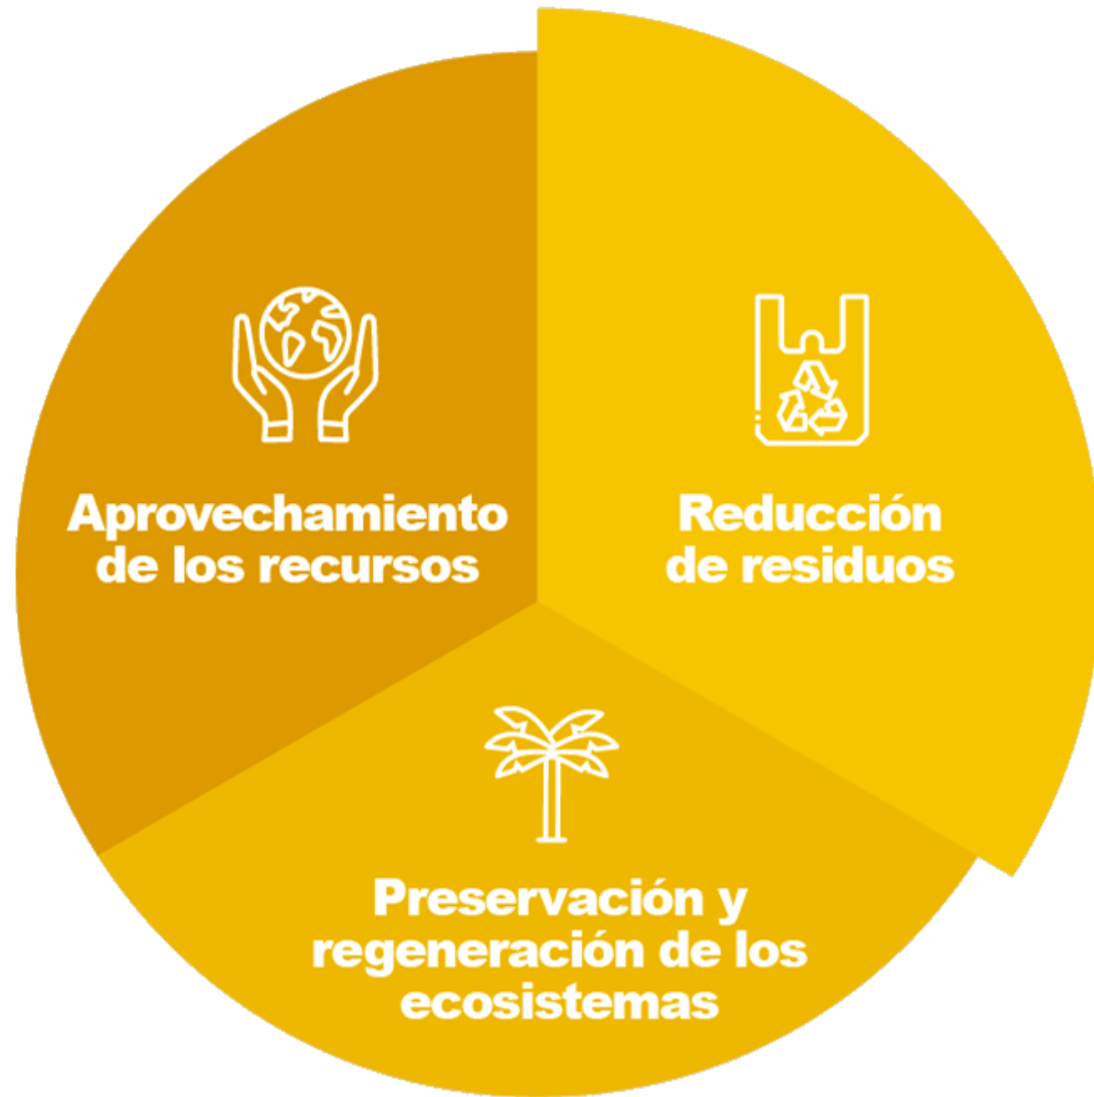 Aprovechamiento
de los recursos
Reducción
de residuos
Preservación y
regeneración de los
ecosistemas